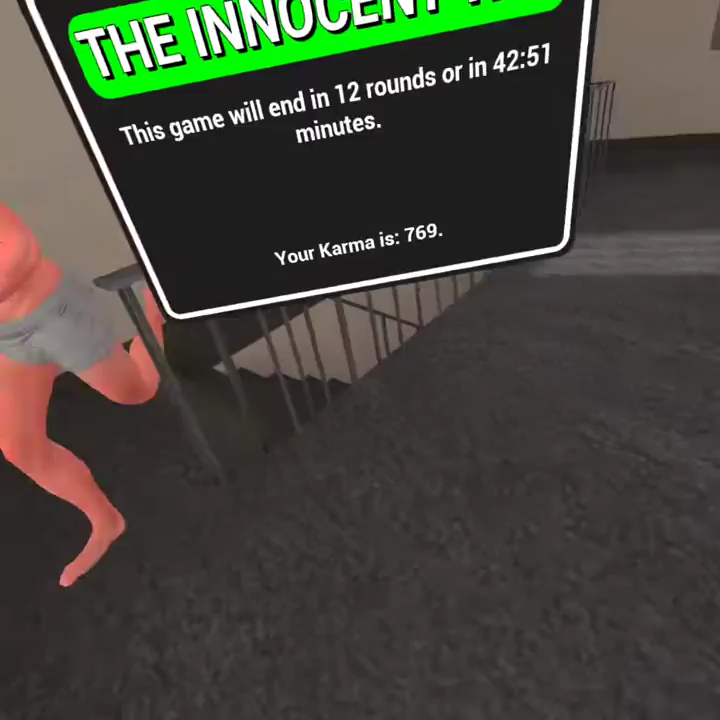 THE INNOCENT
This game will end in 12 rounds or in 42:51
minutes.
Your Karma is: 769.